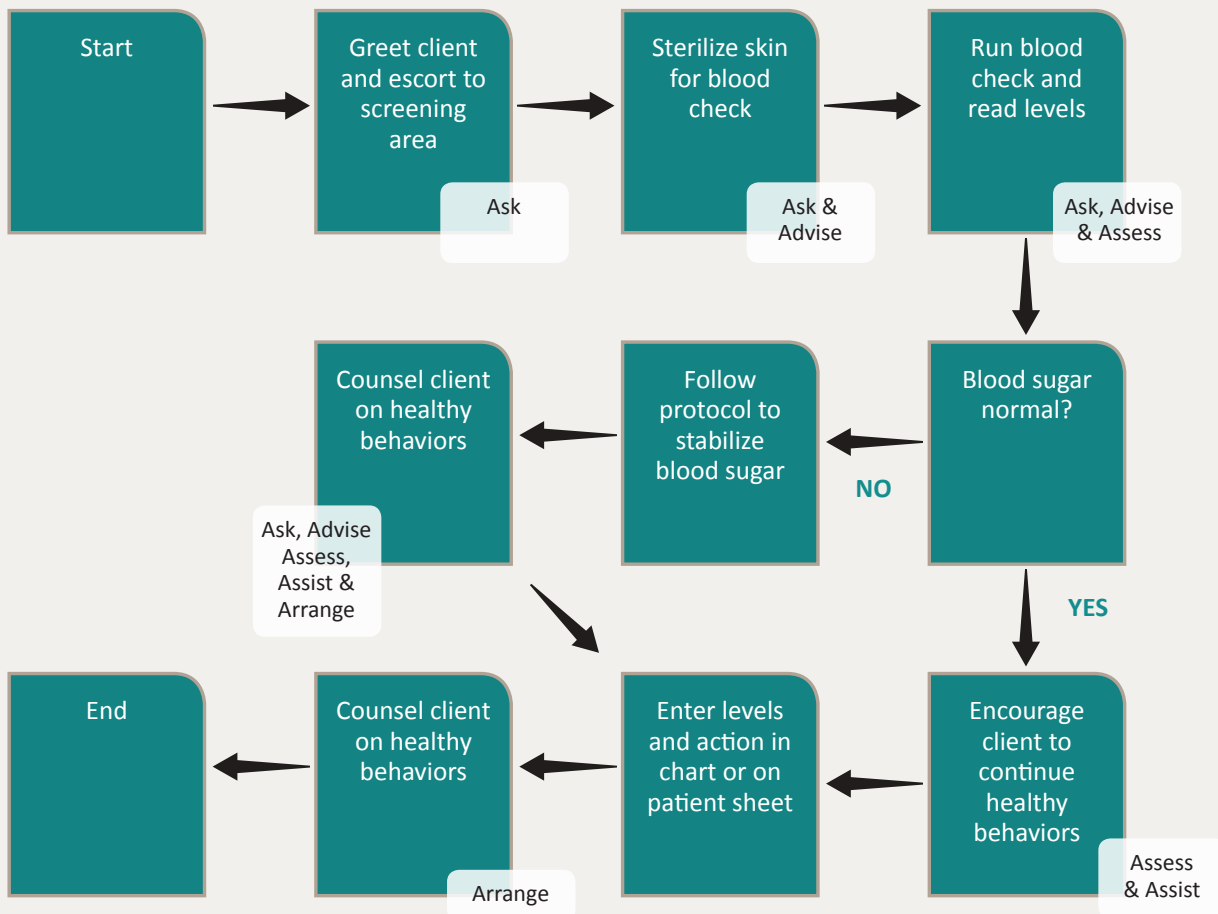 Start
Greet client
and escort to
screening
area
Ask
Sterilize skin
for blood
check
Ask &
Advise
Run blood
check and
read levels
Ask, Advise
& Assess
Blood sugar
normal?
NO
YES
Follow
protocol to
stabilize
blood sugar
Counsel client
on healthy
behaviors
Ask, Advise
Assess,
Assist &
Arrange
Encourage
client to
continue
healthy
behaviors
Assess
& Assist
Enter levels
and action in
chart or on
patient sheet
Counsel client
on healthy
behaviors
Arrange
End